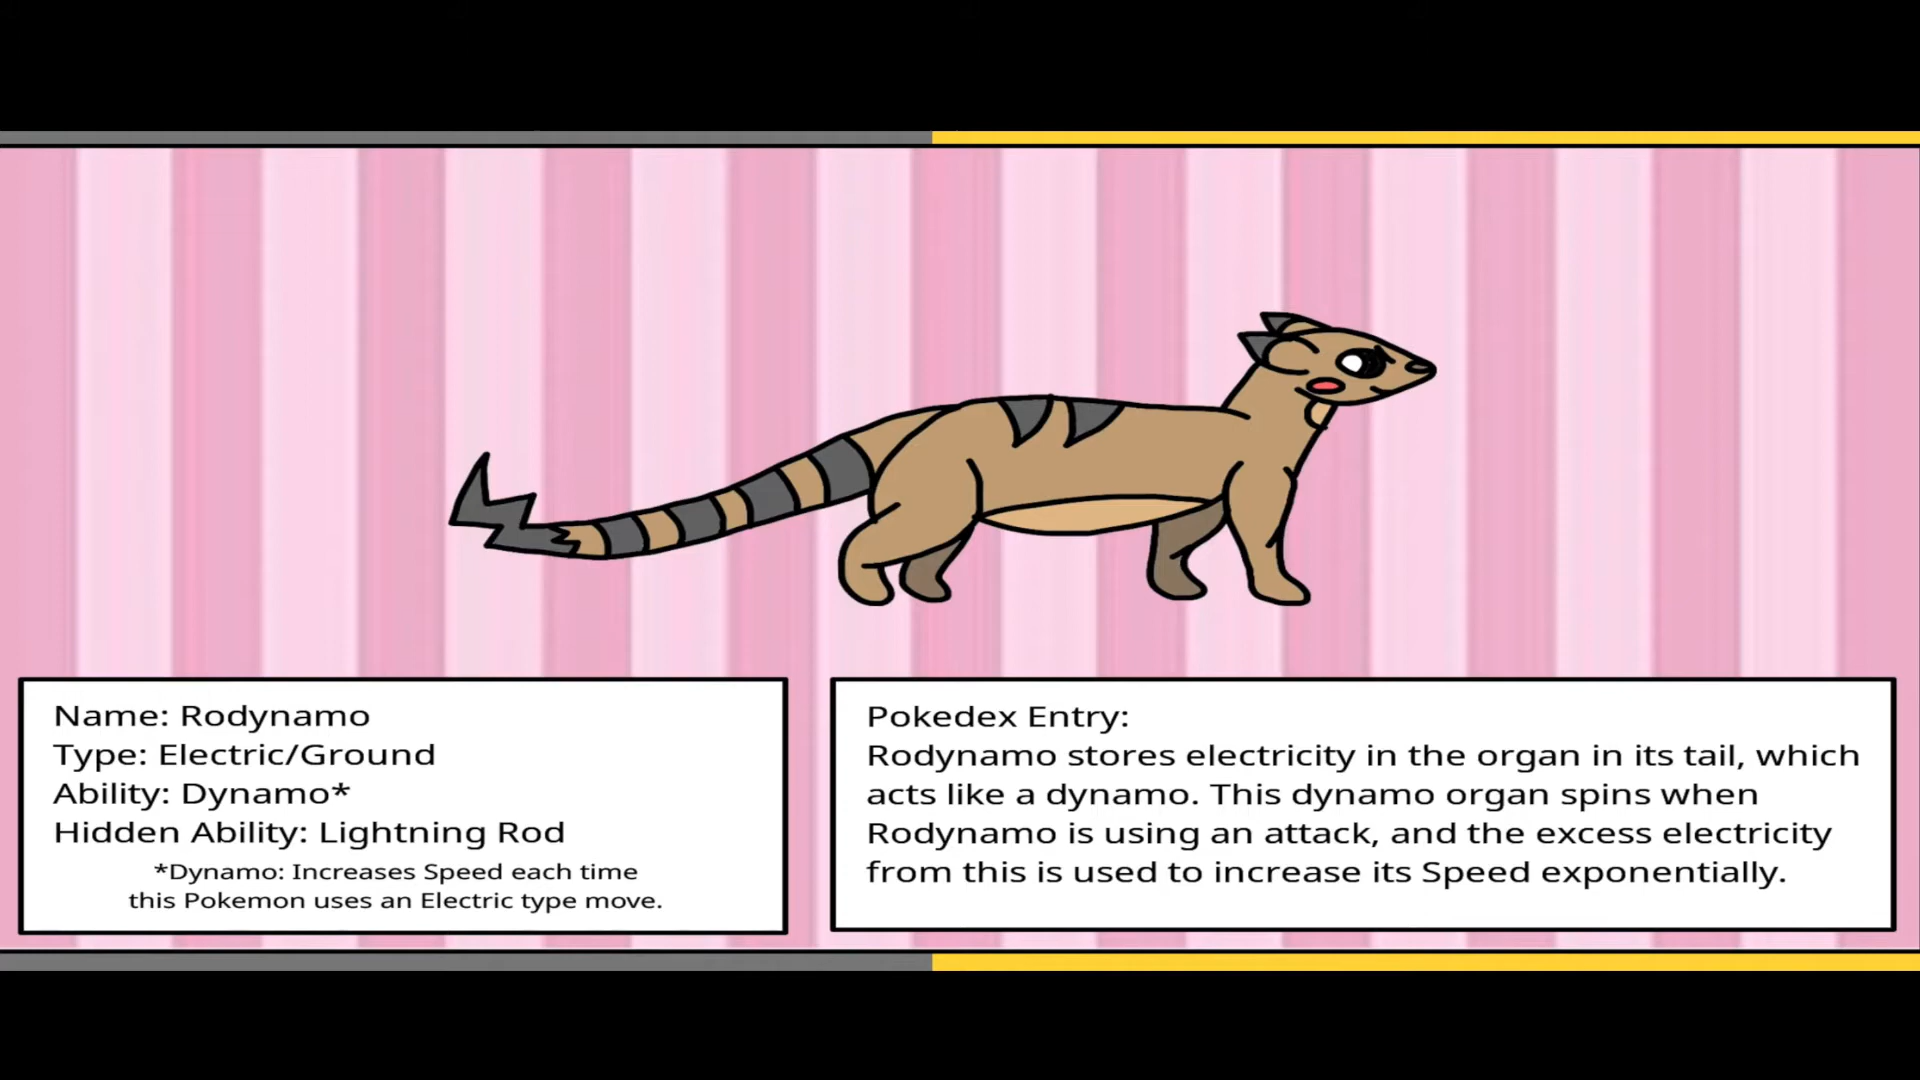 Name: Rodynamo
Type: Electric/Ground
Ability: Dynamo*
Hidden Ability: Lightning Rod
*Dynamo: Increases Speed each time
this Pokemon uses an Electric type move.
Pokedex Entry:
Rodynamo stores electricity in the organ in its tail, which
acts like a dynamo. This dynamo organ spins when
Rodynamo is using an attack, and the excess electricity
from this is used to increase its Speed exponentially.